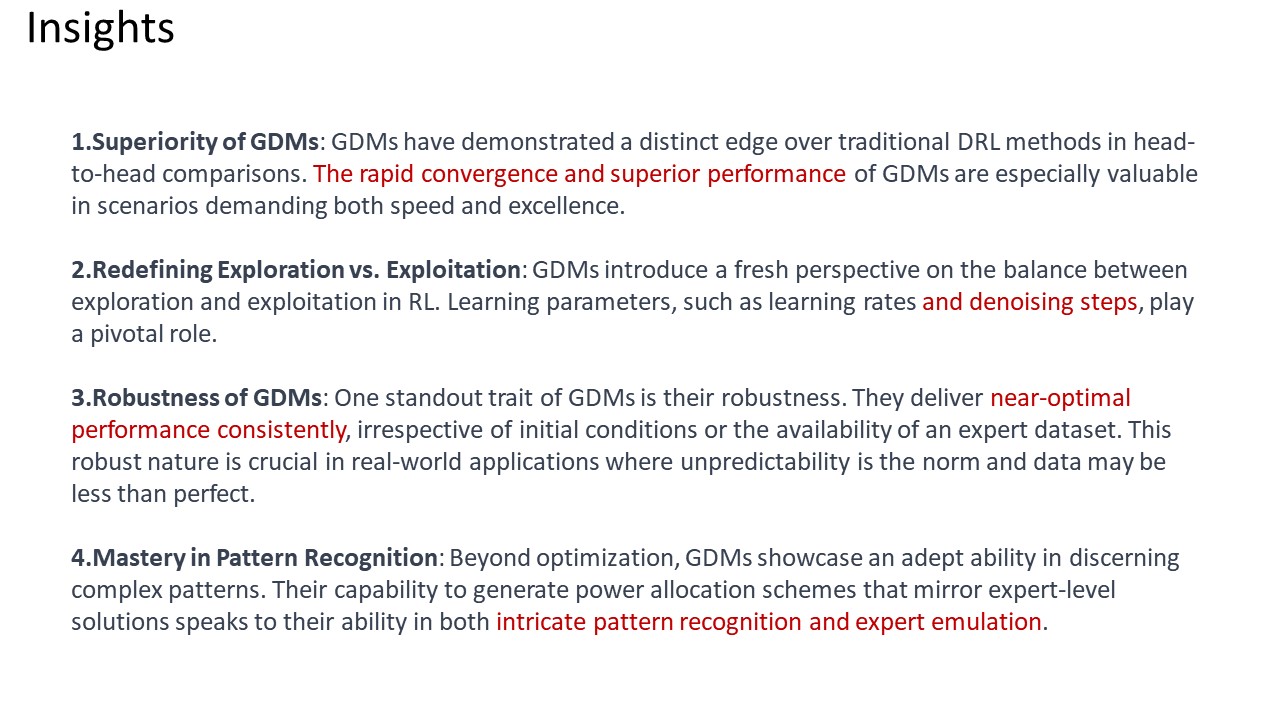 Insights
1.Superiority of GDMs: GDMs have demonstrated a distinct edge over traditional DRL methods in head-
to-head comparisons. The rapid convergence and superior performance of GDMs are especially valuable
in scenarios demanding both speed and excellence.
2.Redefining Exploration vs. Exploitation: GDMs introduce a fresh perspective on the balance between
exploration and exploitation in RL. Learning parameters, such as learning rates and denoising steps, play
a pivotal role.
3.Robustness of GDMs: One standout trait of GDMs is their robustness. They deliver near-optimal
performance consistently, irrespective of initial conditions or the availability of an expert dataset. This
robust nature is crucial in real-world applications where unpredictability is the norm and data may be
less than perfect.
4.Mastery in Pattern Recognition: Beyond optimization, GDMs showcase an adept ability in discerning
complex patterns. Their capability to generate power allocation schemes that mirror expert-level
solutions speaks to their ability in both intricate pattern recognition and expert emulation.